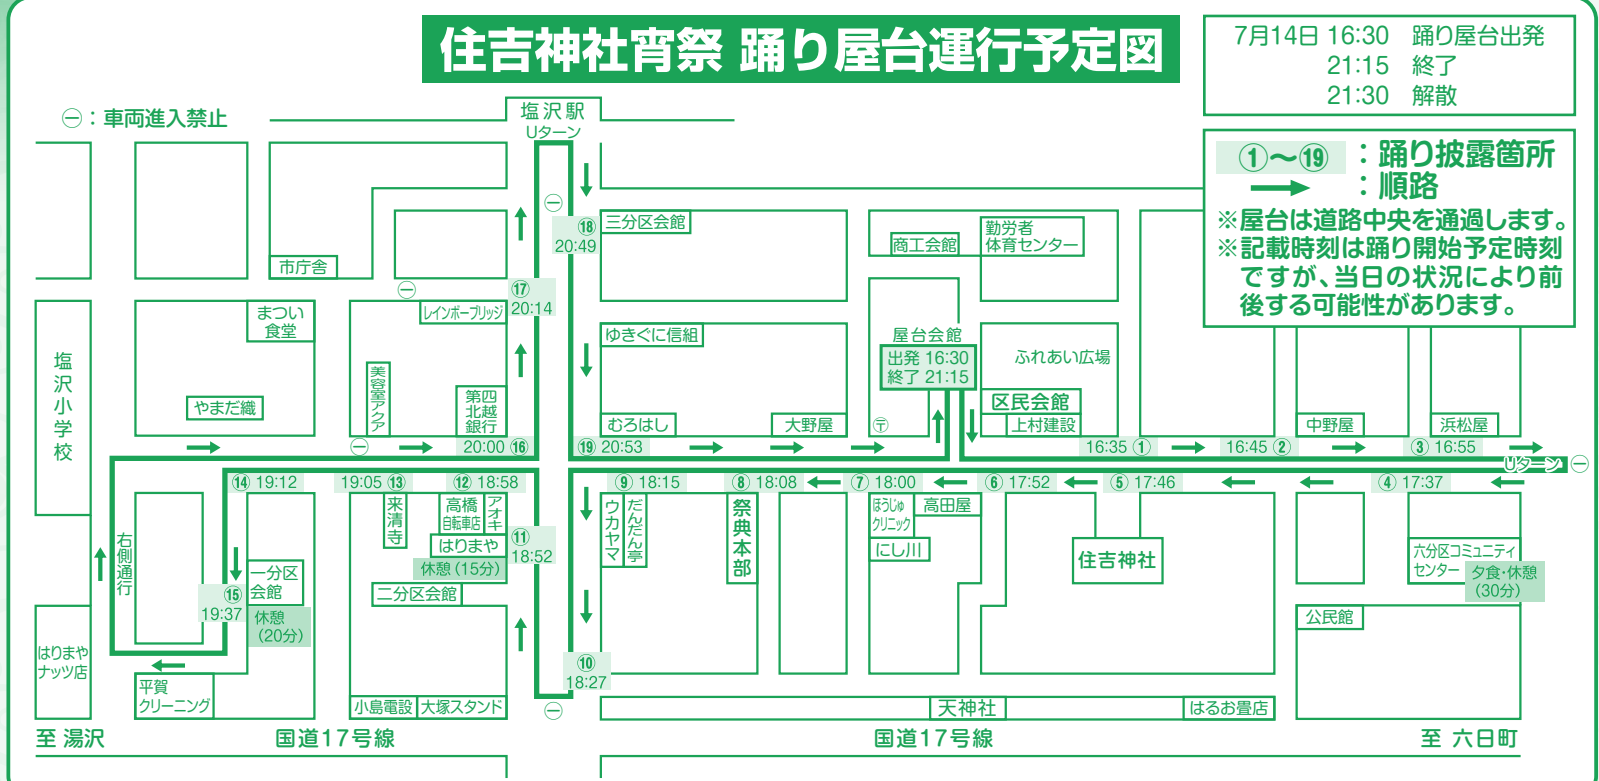 住吉神社宵祭 踊り屋台運行予定図
7月14日 16:30 踊り屋台出発
21:15 終了
21:30 解散
㊀：車両進入禁止
①〜⑲：踊り披露箇所
→：順路
※屋台は道路中央を通過します。
※記載時刻は踊り開始予定時刻
ですが、当日の状況により前
後する可能性があります。
塩沢駅
Uターン
㊀
⑱
20:49
三分区会館
商工会館
勤労者
体育センター
市庁舎
㊀
⑰
20:14
まつい
食堂
レインボーブリッジ
ゆきぐに信組
屋台会館
出発 16:30
終了 21:15
ふれあい広場
塩沢小学校
やまだ織
美容室アクア
第四
北越
銀行
むろはし
大野屋
〒
区民会館
上村建設
中野屋
浜松屋
㊀
20:00 ⑯
⑲ 20:53
16:35 ①
16:45 ②
③ 16:55
Uターン
㊀
⑭ 19:12
19:05 ⑬
⑫ 18:58
⑨ 18:15
⑧ 18:08
⑦ 18:00
⑥ 17:52
⑤ 17:46
④ 17:37
来清寺
高橋
自転車店
アオキ
はりまや
休憩（15分）
⑪
18:52
ウカヤマ
だんだん亭
祭典本部
ほうじゅ
クリニック
高田屋
にし川
住吉神社
六分区コミュニティ
センター
夕食・休憩
（30分）
右側通行
一分区
会館
⑮
19:37
休憩
（20分）
二分区会館
公民館
はりまや
ナッツ店
⑩
18:27
平賀
クリーニング
小島電設
大塚スタンド
㊀
天神社
はるお畳店
至 湯沢
国道17号線
国道17号線
至 六日町